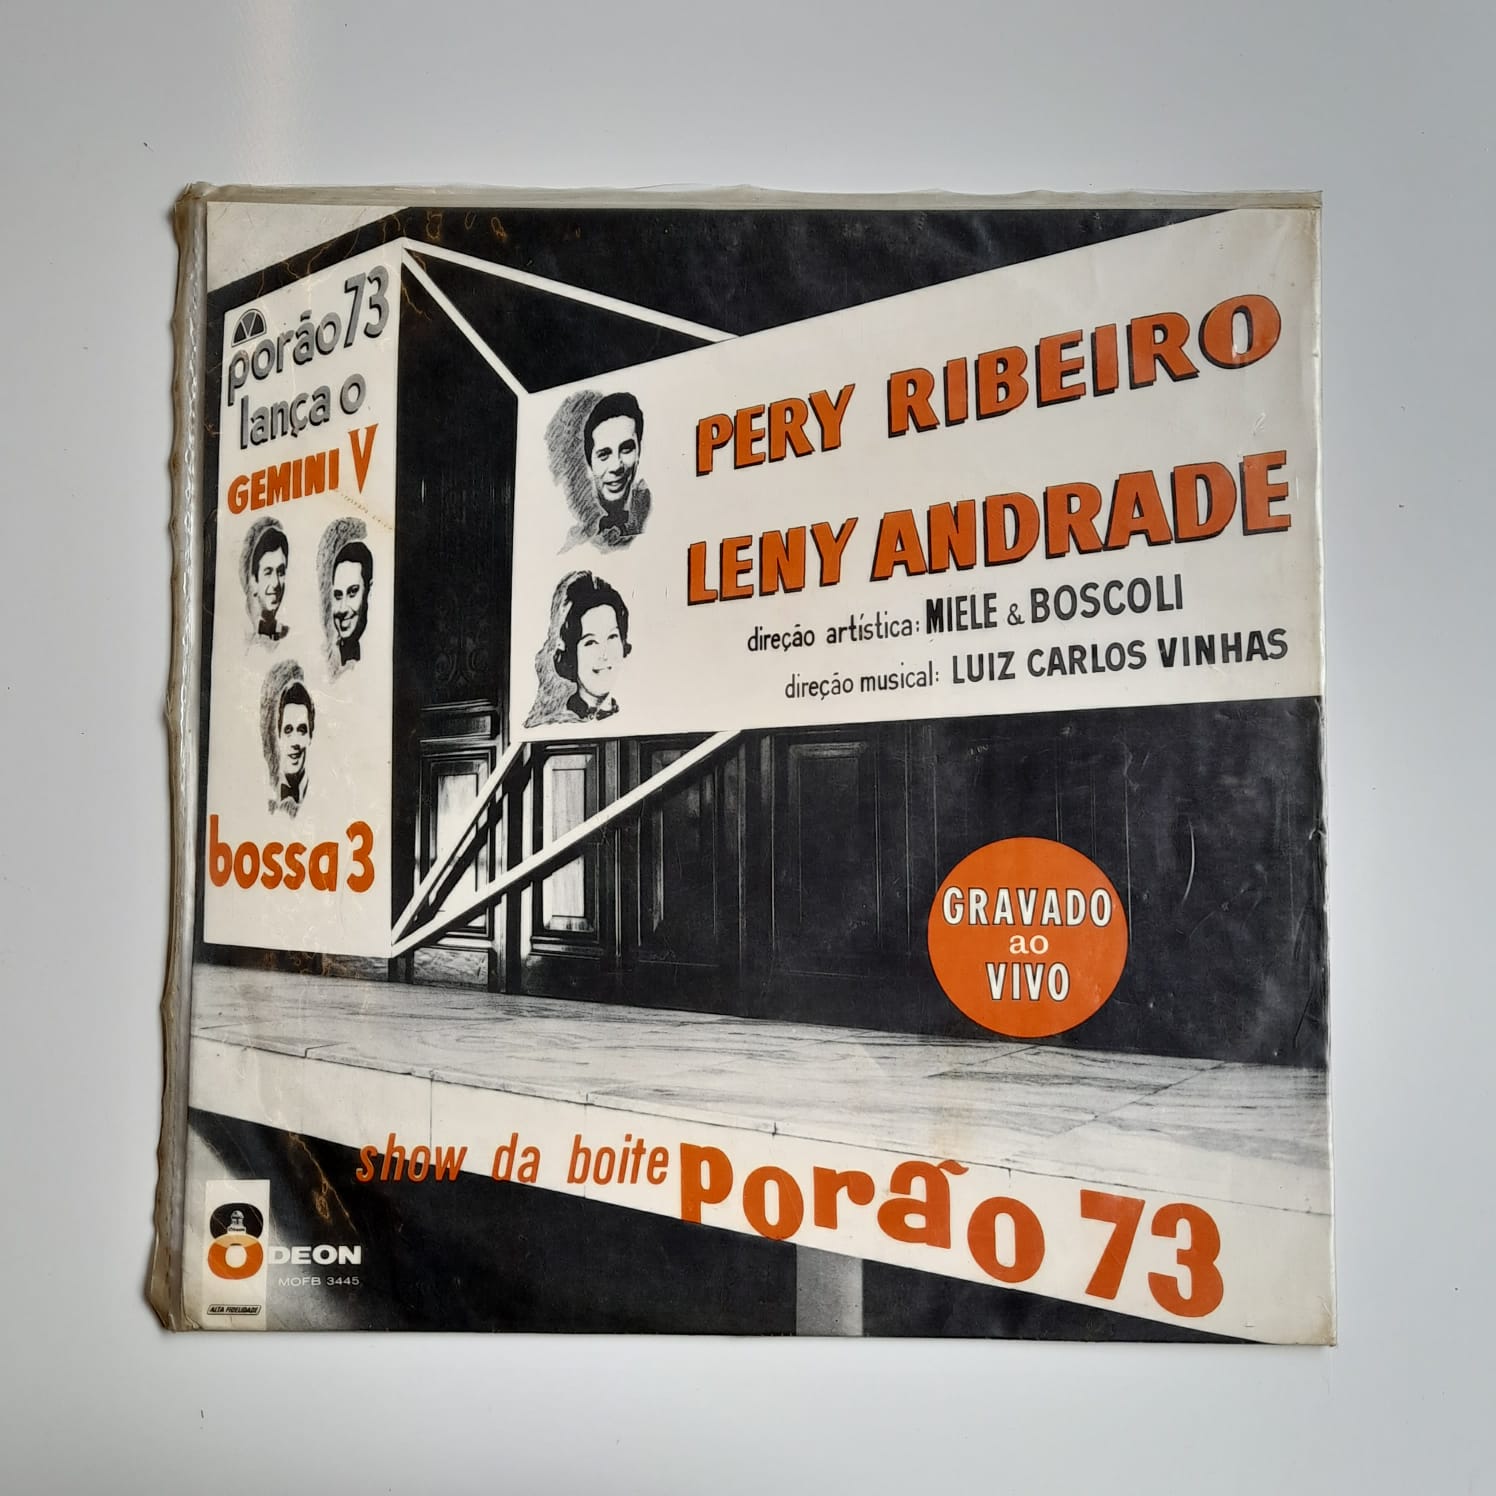 porão 73
lança o
GEMINI V
bossa 3
PERY RIBEIRO
LENY ANDRADE
direção artística: MIELE & BOSCOLI
direção musical: LUIZ CARLOS VINHAS
GRAVADO
ao
VIVO
show da boite porão 73
ODEON
MOFB 3445
ALTA FIDELIDADE